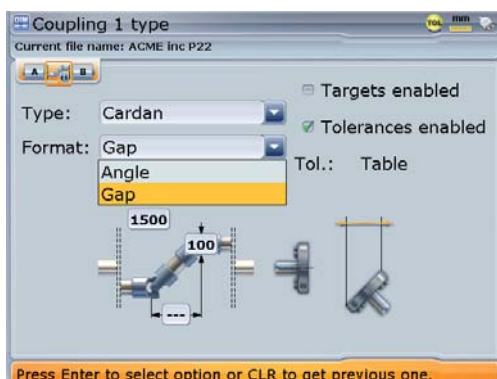 Coupling 1 type
TOL
mm
Current file name: ACME inc P22
A
B
Type: Cardan
Targets enabled
Format: Gap
Tolerances enabled
Angle
Tol.: Table
Gap
1500
100
---
Press Enter to select option or CLR to get previous one.